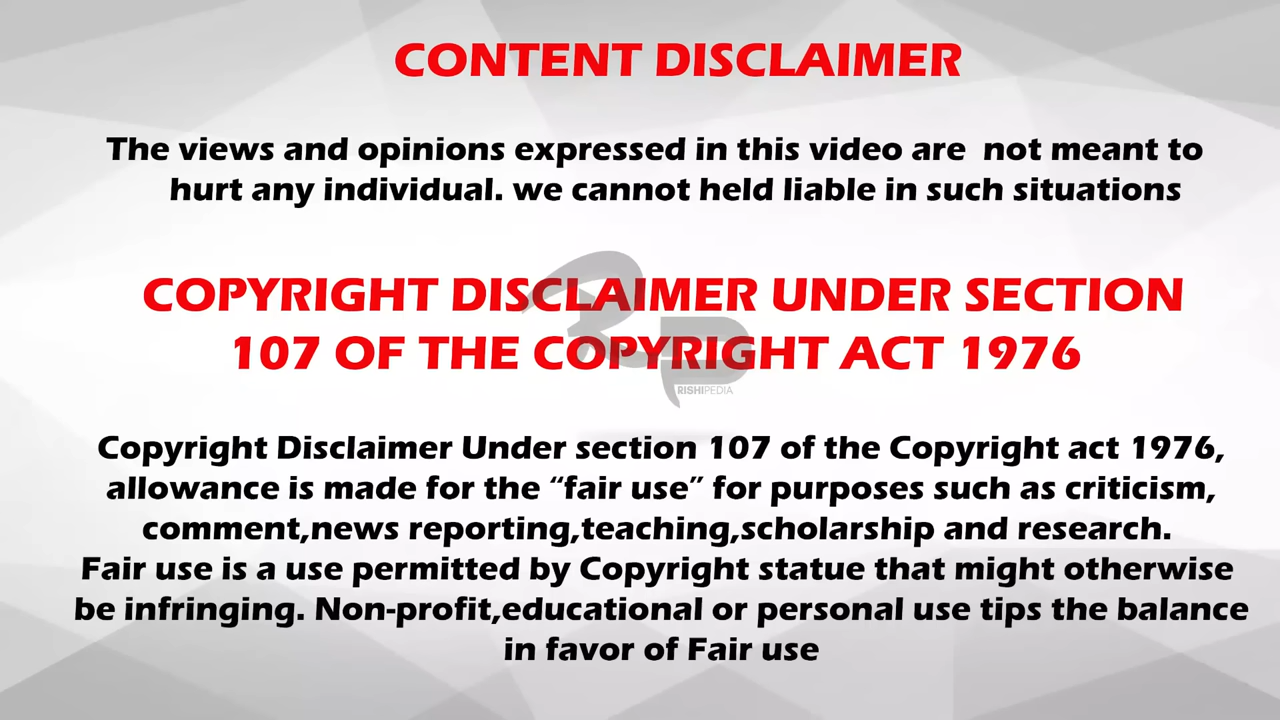 CONTENT DISCLAIMER
The views and opinions expressed in this video are  not meant to
hurt any individual. we cannot held liable in such situations
COPYRIGHT DISCLAIMER UNDER SECTION
107 OF THE COPYRIGHT ACT 1976
RISHIPEDIA
Copyright Disclaimer Under section 107 of the Copyright act 1976,
allowance is made for the “fair use” for purposes such as criticism,
comment,news reporting,teaching,scholarship and research.
Fair use is a use permitted by Copyright statue that might otherwise
be infringing. Non-profit,educational or personal use tips the balance
in favor of Fair use